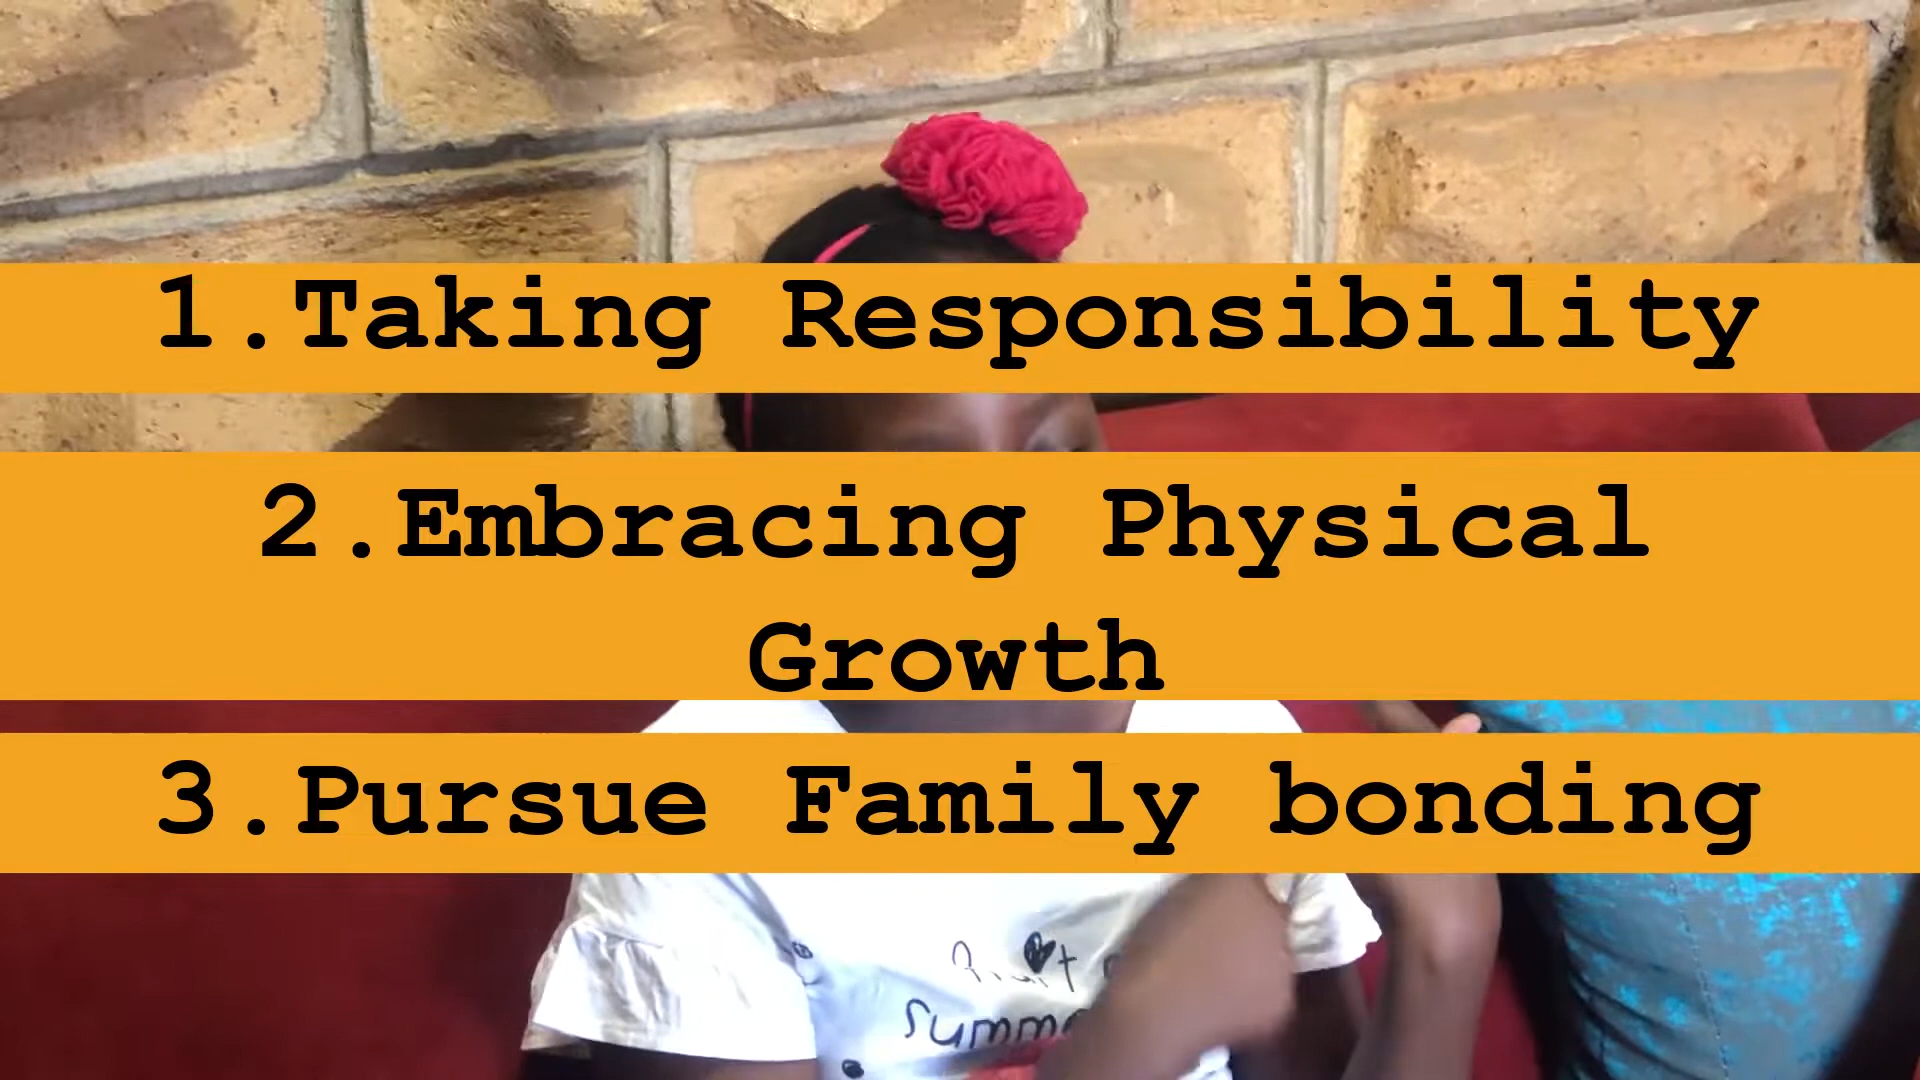 1.Taking Responsibility
2.Embracing Physical
Growth
3.Pursue Family bonding